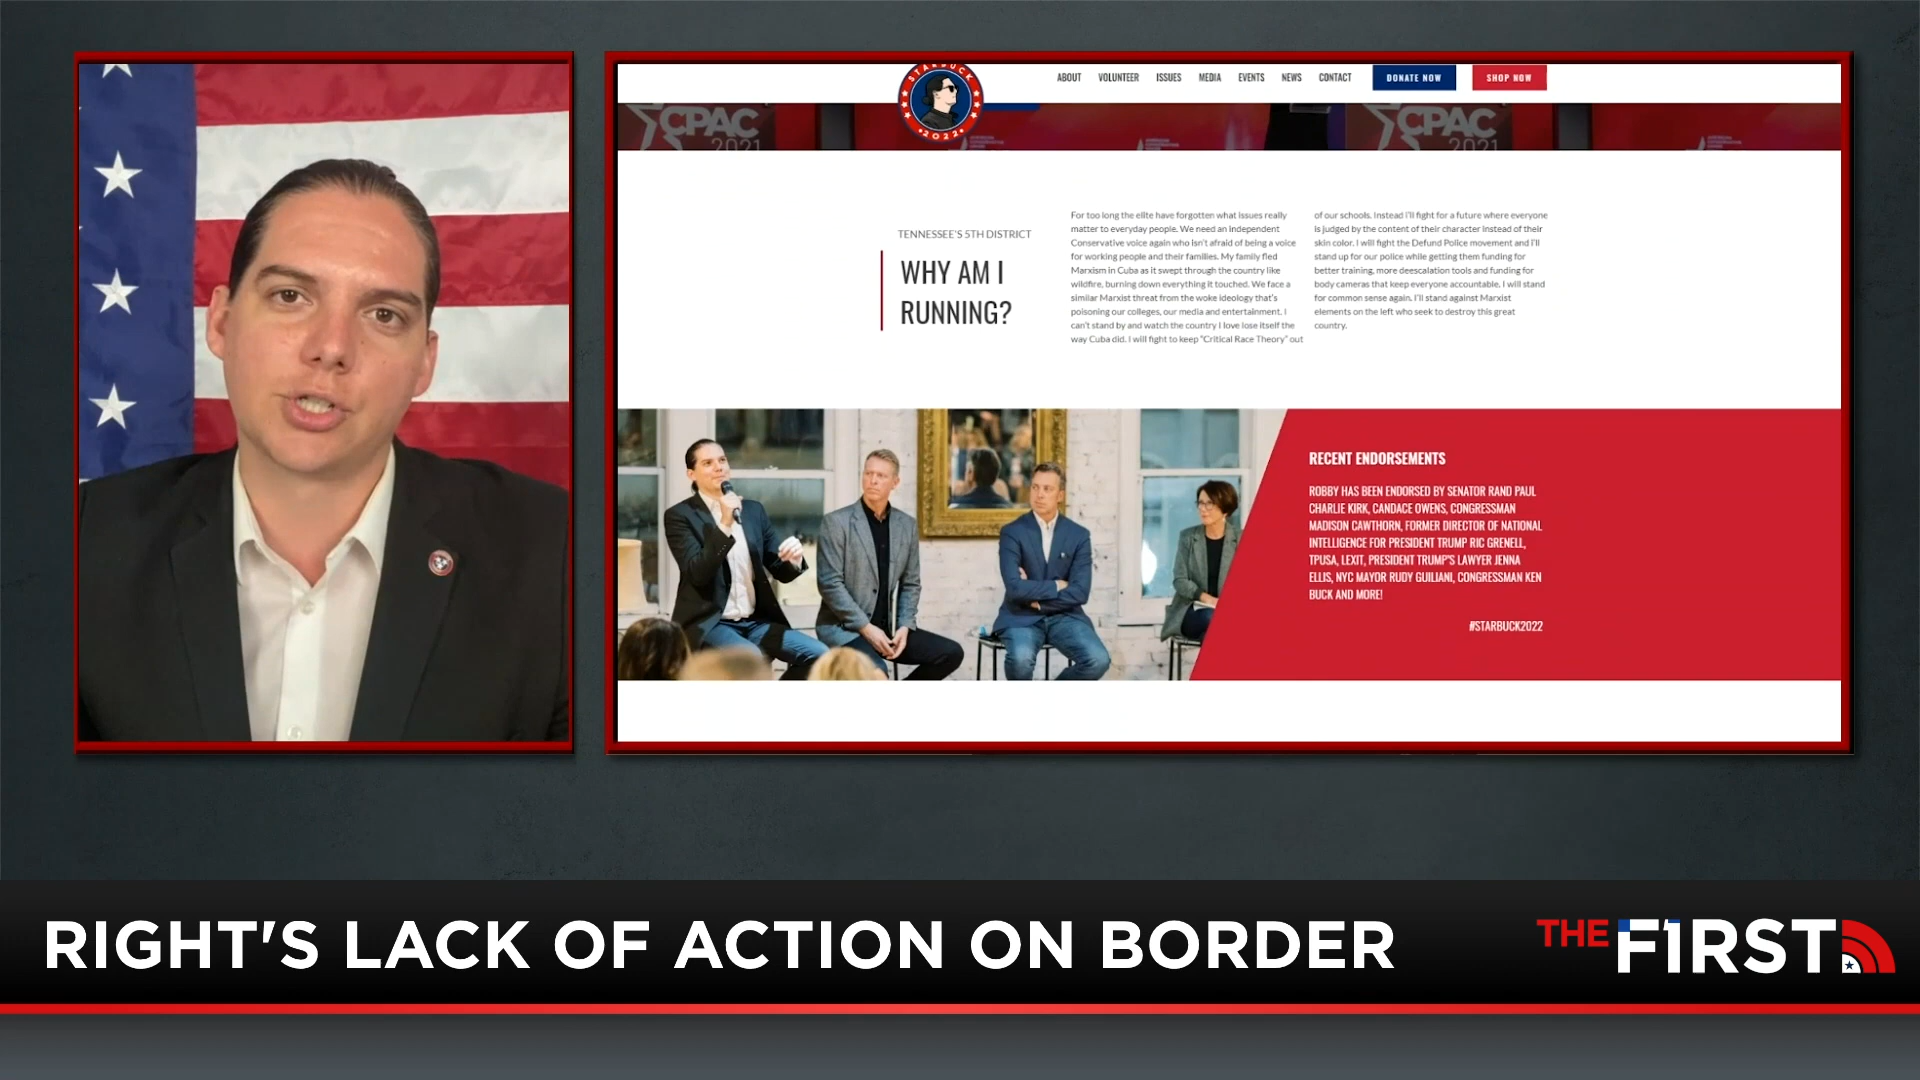 STARBUCK
2022
ABOUT VOLUNTEER ISSUES MEDIA EVENTS NEWS CONTACT DONATE NOW SHOP NOW
CPAC
2021
CPAC
2021
TENNESSEE'S 5TH DISTRICT
WHY AM I
RUNNING?
For too long the elite have forgotten what issues really
matter to everyday people. We need an independent
Conservative voice again who isn't afraid of being a voice
for working people and their families. My family fled
Marxism in Cuba as it swept through the country like
wildfire, burning down everything it touched. We face a
similar Marxist threat from the woke ideology that's
poisoning our colleges, our media and entertainment. I
can't stand by and watch the country I love lose itself the
way Cuba did. I will fight to keep "Critical Race Theory" out
of our schools. Instead I'll fight for a future where everyone
is judged by the content of their character instead of their
skin color. I will fight the Defund Police movement and I'll
stand up for our police while getting them funding for
better training, more deescalation tools and funding for
body cameras that keep everyone accountable. I will stand
for common sense again. I'll stand against Marxist
elements on the left who seek to destroy this great
country.
RECENT ENDORSEMENTS
ROBBY HAS BEEN ENDORSED BY SENATOR RAND PAUL
CHARLIE KIRK, CANDACE OWENS, CONGRESSMAN
MADISON CAWTHORN, FORMER DIRECTOR OF NATIONAL
INTELLIGENCE FOR PRESIDENT TRUMP RIC GRENELL,
TPUSA, LEXIT, PRESIDENT TRUMP'S LAWYER JENNA
ELLIS, NYC MAYOR RUDY GUILIANI, CONGRESSMAN KEN
BUCK AND MORE!
#STARBUCK2022
RIGHT'S LACK OF ACTION ON BORDER
THE F1RST